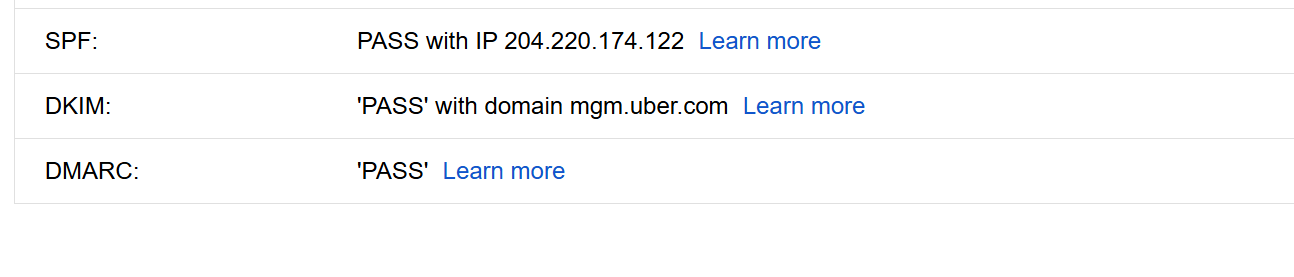 SPF: PASS with IP 204.220.174.122 Learn more
DKIM: 'PASS' with domain mgm.uber.com Learn more
DMARC: 'PASS' Learn more